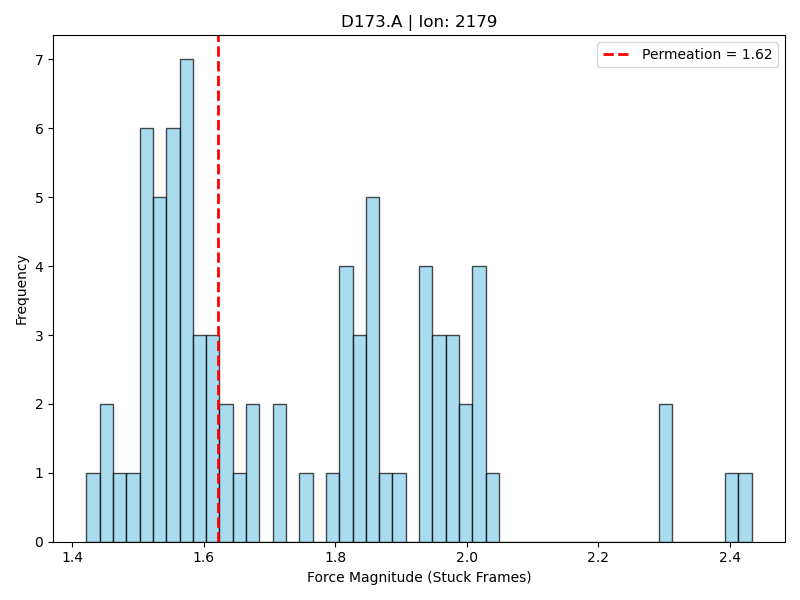 D173.A | Ion: 2179
Permeation = 1.62
Frequency
7
6
5
4
3
2
1
0
1.4 1.6 1.8 2.0 2.2 2.4
Force Magnitude (Stuck Frames)